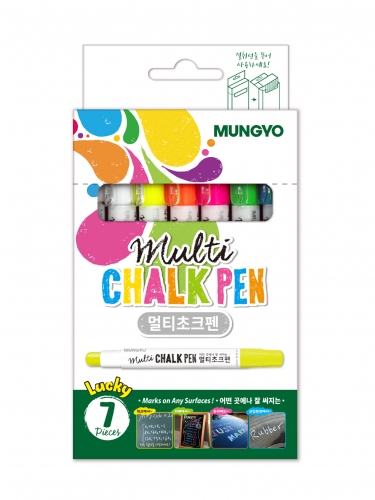 절취선을 뜯어
사용하세요!
MUNGYO
Multi
CHALK PEN
멀티초크펜
MUNGYO
Multi CHALK PEN 멀티초크펜
Lucky
7
Pieces
• Marks on Any Surfaces! • 어떤 곳에나 잘 써지는
Rubber